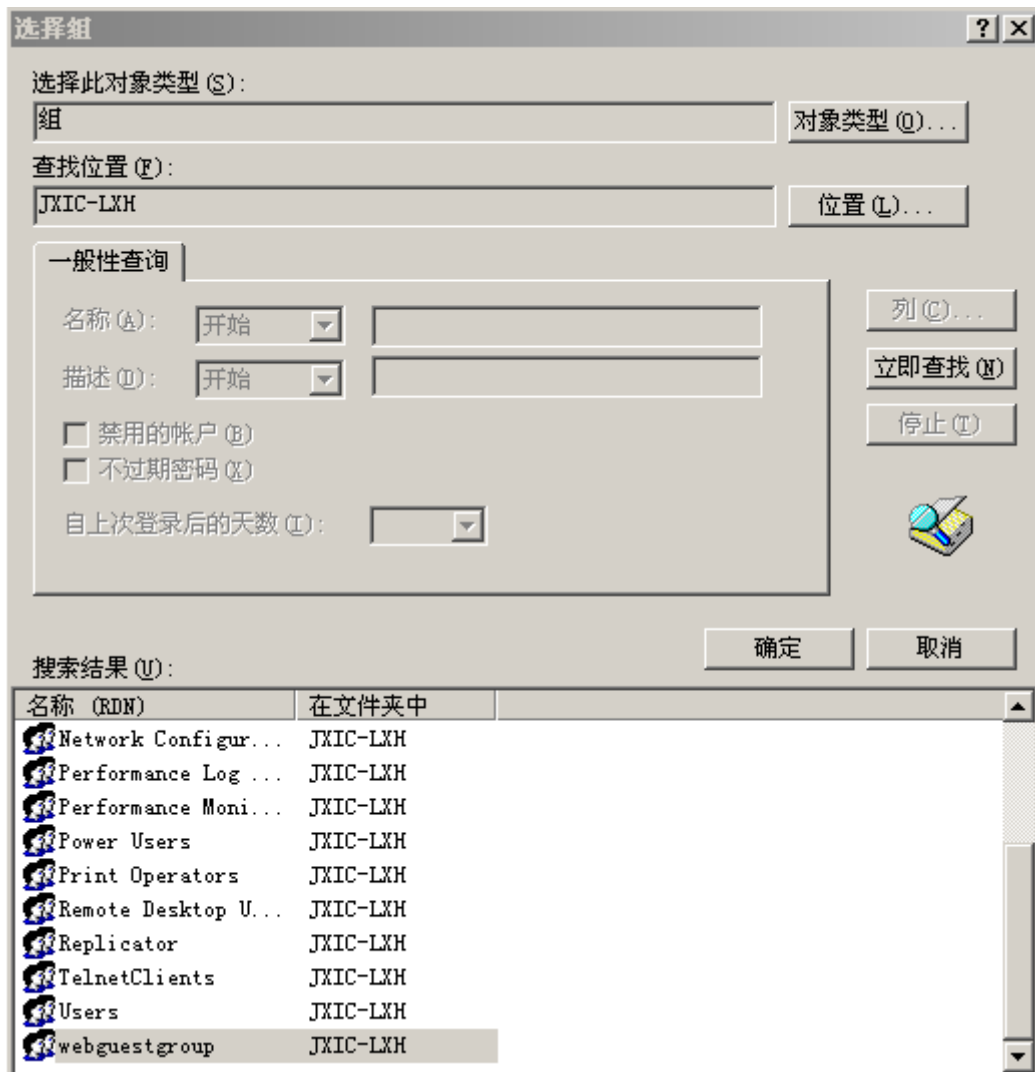 选择组
选择此对象类型(S):
组
对象类型(O)...
查找位置(F):
JXIC-LXH
位置(L)...
一般性查询
名称(A): 开始
列(C)...
描述(D): 开始
立即查找(N)
禁用的帐户(B)
停止(T)
不过期密码(X)
自上次登录后的天数(I):
确定 取消
搜索结果(U):
名称 (RDN) 在文件夹中
Network Configur... JXIC-LXH
Performance Log ... JXIC-LXH
Performance Moni... JXIC-LXH
Power Users JXIC-LXH
Print Operators JXIC-LXH
Remote Desktop U... JXIC-LXH
Replicator JXIC-LXH
TelnetClients JXIC-LXH
Users JXIC-LXH
webguestgroup JXIC-LXH